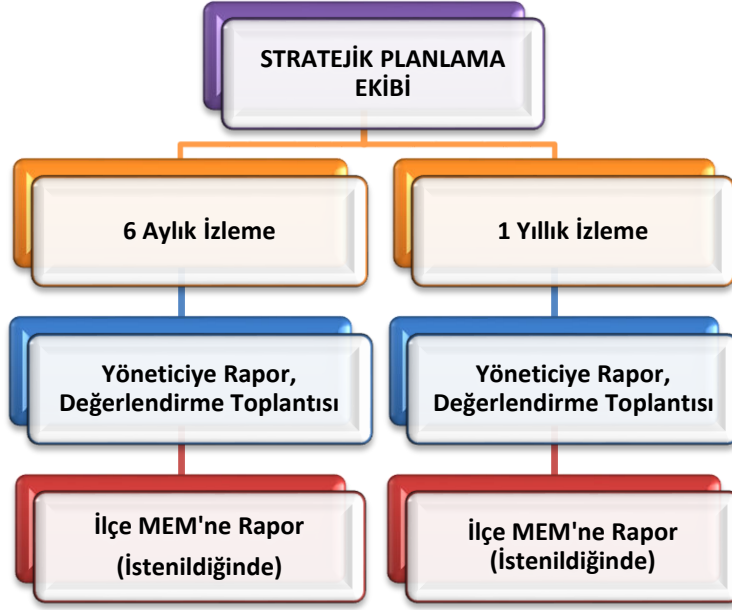 STRATEJİK PLANLAMA
EKİBİ
6 Aylık İzleme
1 Yıllık İzleme
Yöneticiye Rapor,
Değerlendirme Toplantısı
Yöneticiye Rapor,
Değerlendirme Toplantısı
İlçe MEM'ne Rapor
(İstenildiğinde)
İlçe MEM'ne Rapor
(İstenildiğinde)